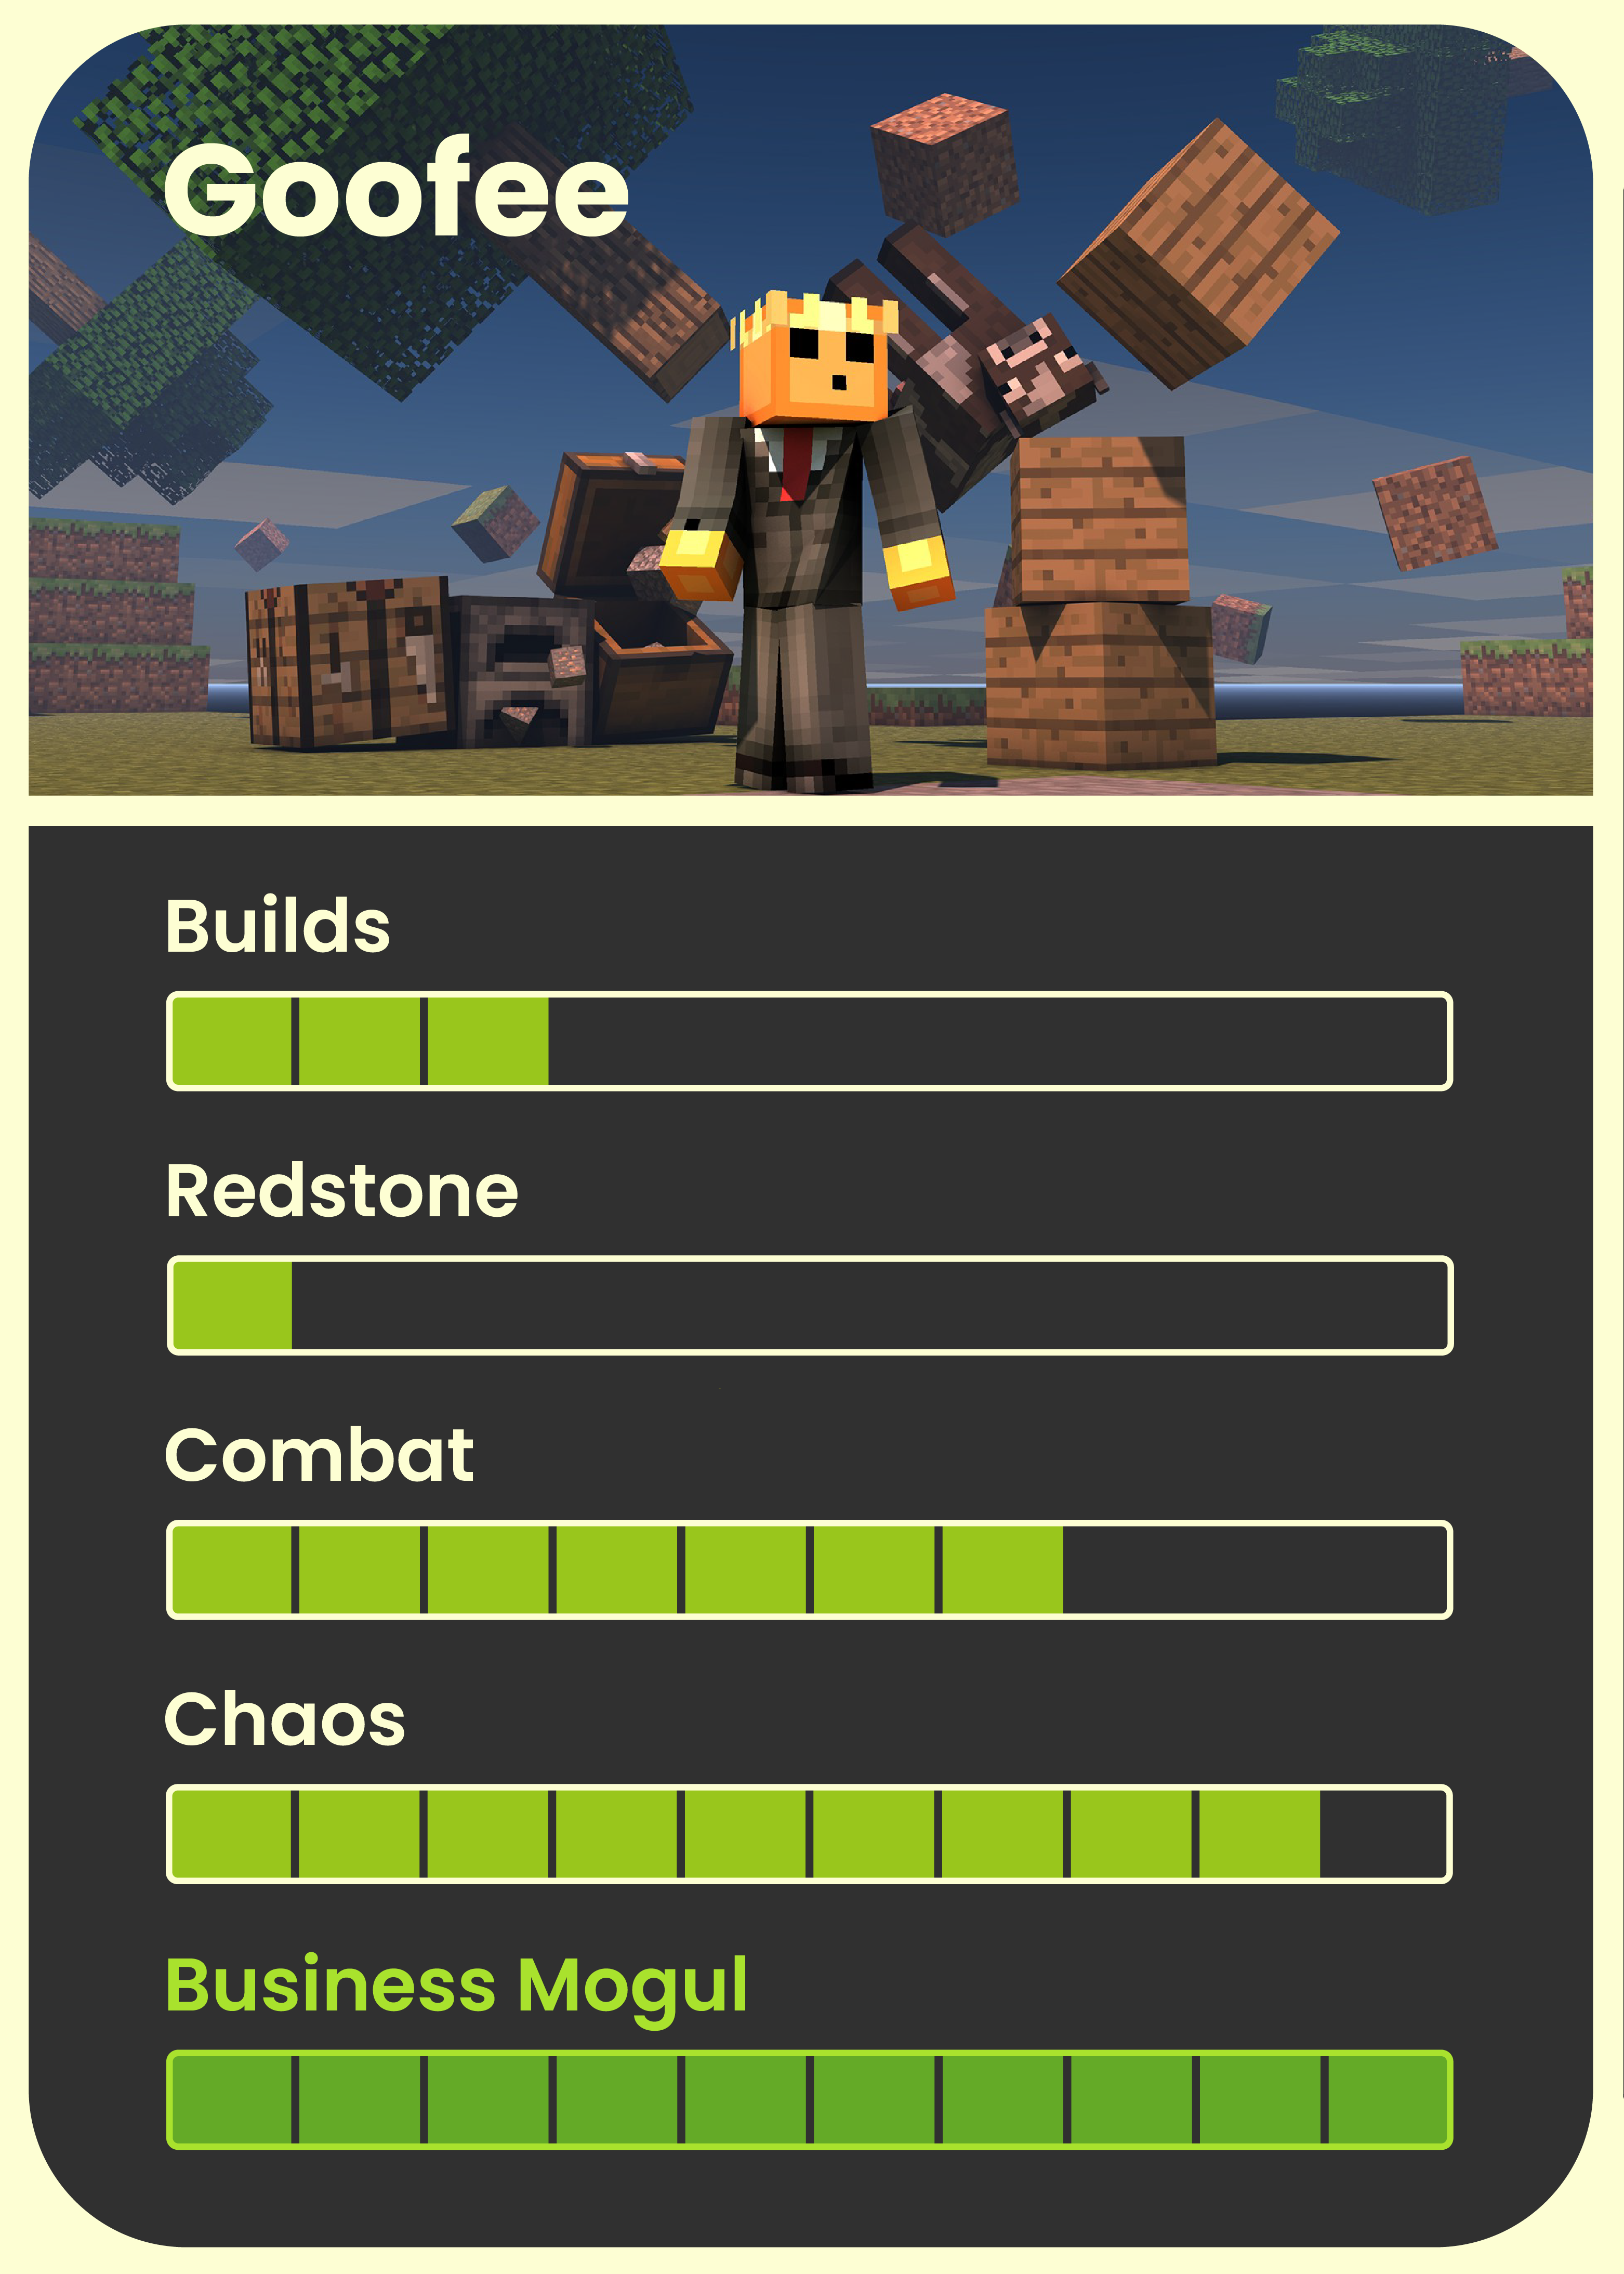 Goofee
Builds
Redstone
Combat
Chaos
Business Mogul